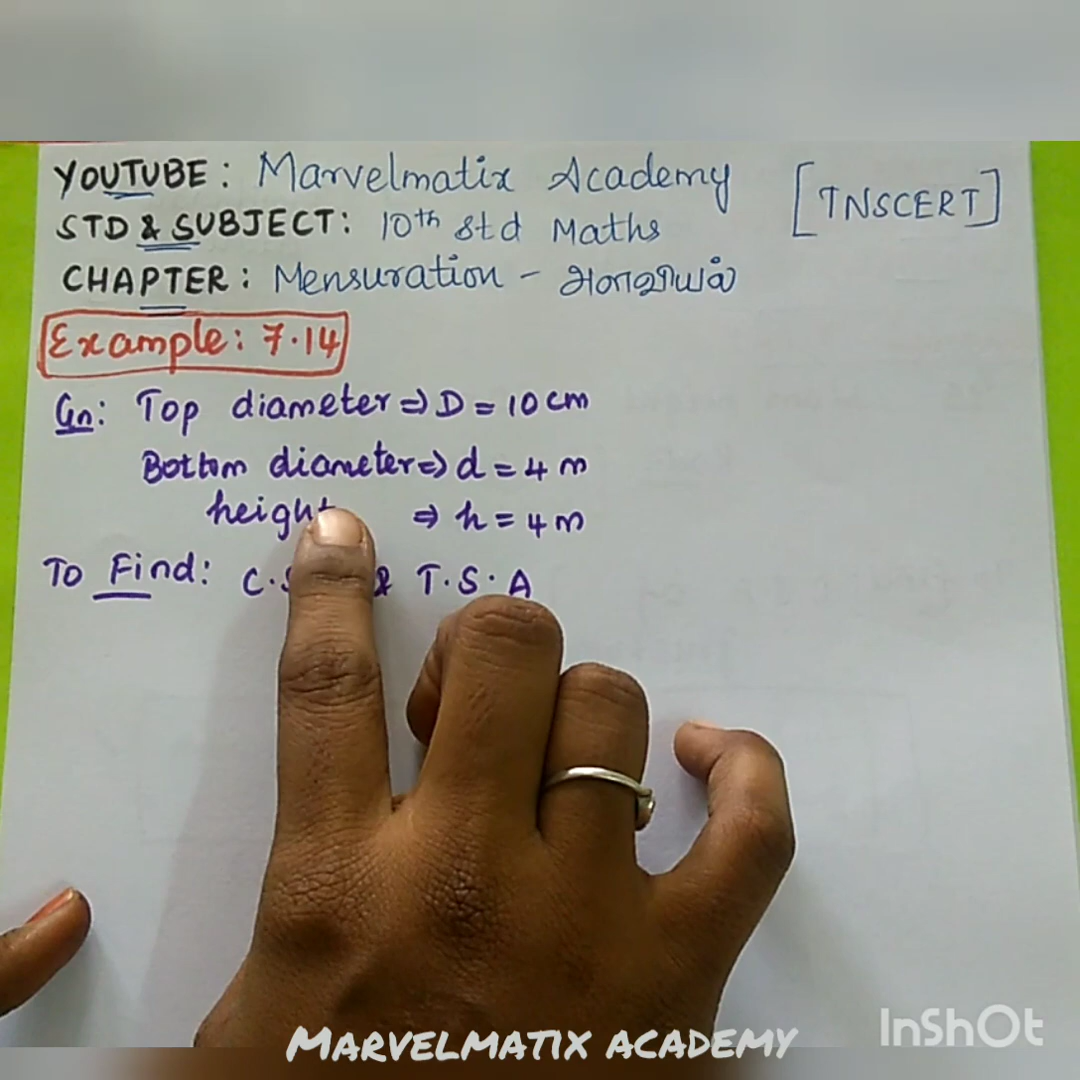 YOUTUBE: Marvelmatix Academy
[TNSCERT]
STD & SUBJECT: 10th std Maths
CHAPTER: Mensuration - அளவியல்
Example: 7.14
Gn: Top diameter ⇒ D = 10 cm
Bottom diameter ⇒ d = 4 m
height ⇒ h = 4 m
To Find: C.S & T.S.A
MARVELMATIX ACADEMY
InShOt